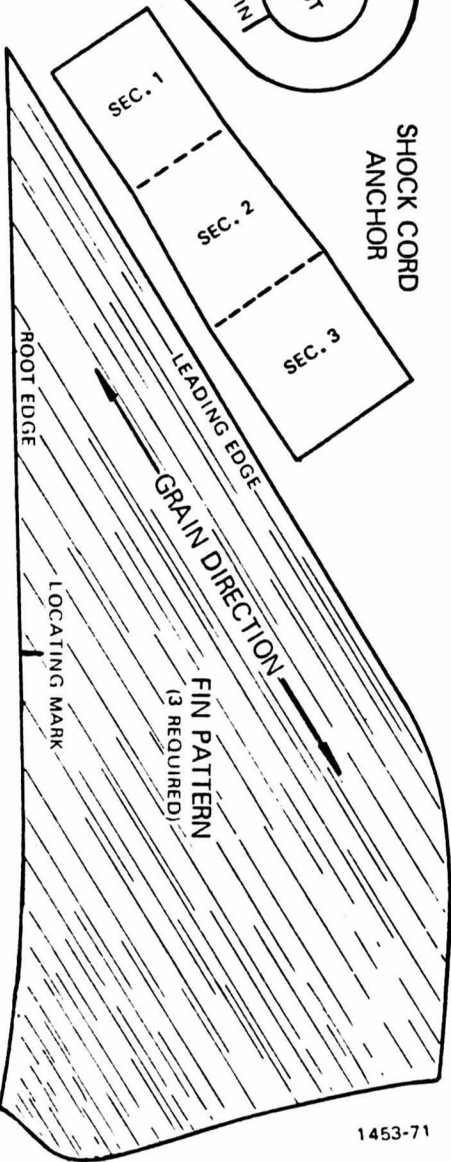 IN
SHOCK CORD
ANCHOR
SEC. 1
SEC. 2
SEC. 3
LEADING EDGE
GRAIN DIRECTION
ROOT EDGE
LOCATING MARK
FIN PATTERN
(3 REQUIRED)
1453-71